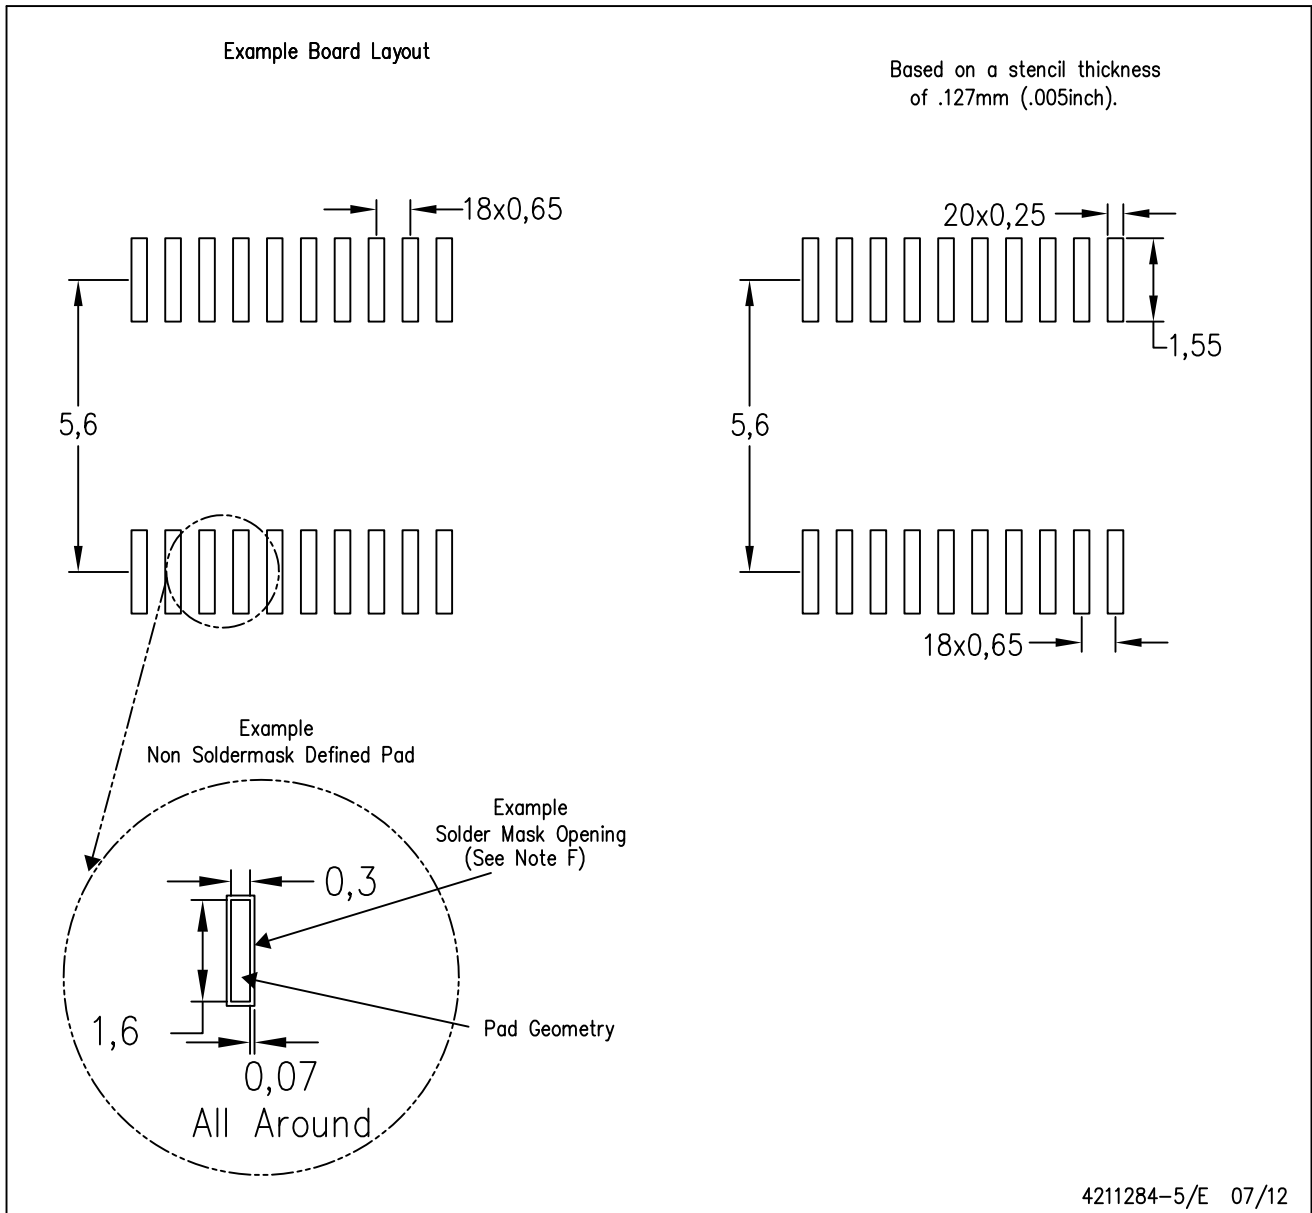 Example Board Layout
Based on a stencil thickness
of .127mm (.005inch).
18x0,65
20x0,25
1,55
5,6
5,6
18x0,65
Example
Non Soldermask Defined Pad
Example
Solder Mask Opening
(See Note F)
0,3
1,6
Pad Geometry
0,07
All Around
4211284-5/E 07/12